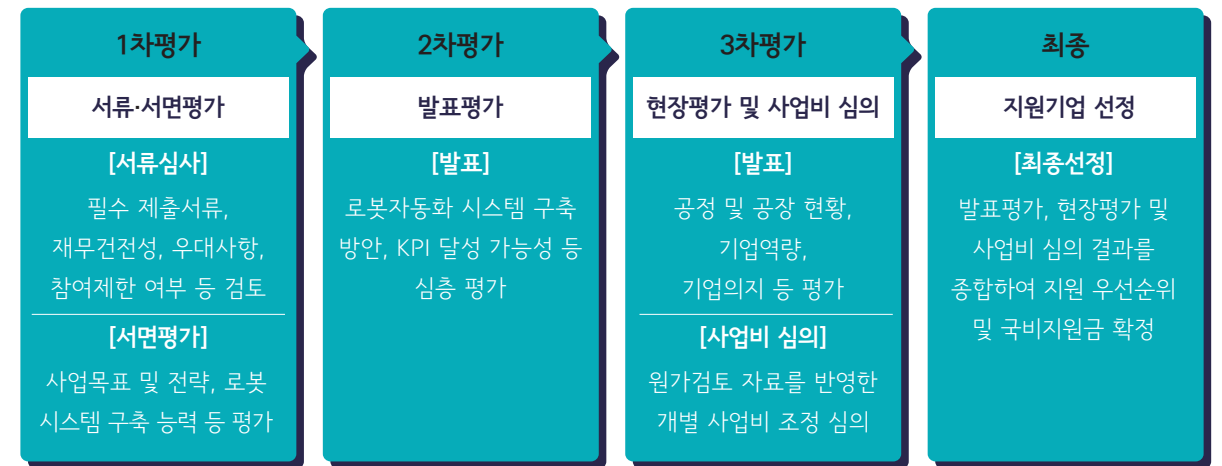 1차평가
서류·서면평가
[서류심사]
필수 제출서류,
재무건전성, 우대사항,
참여제한 여부 등 검토
[서면평가]
사업목표 및 전략, 로봇
시스템 구축 능력 등 평가
2차평가
발표평가
[발표]
로봇자동화 시스템 구축
방안, KPI 달성 가능성 등
심층 평가
3차평가
현장평가 및 사업비 심의
[발표]
공정 및 공장 현황,
기업역량,
기업의지 등 평가
[사업비 심의]
원가검토 자료를 반영한
개별 사업비 조정 심의
최종
지원기업 선정
[최종선정]
발표평가, 현장평가 및
사업비 심의 결과를
종합하여 지원 우선순위
및 국비지원금 확정